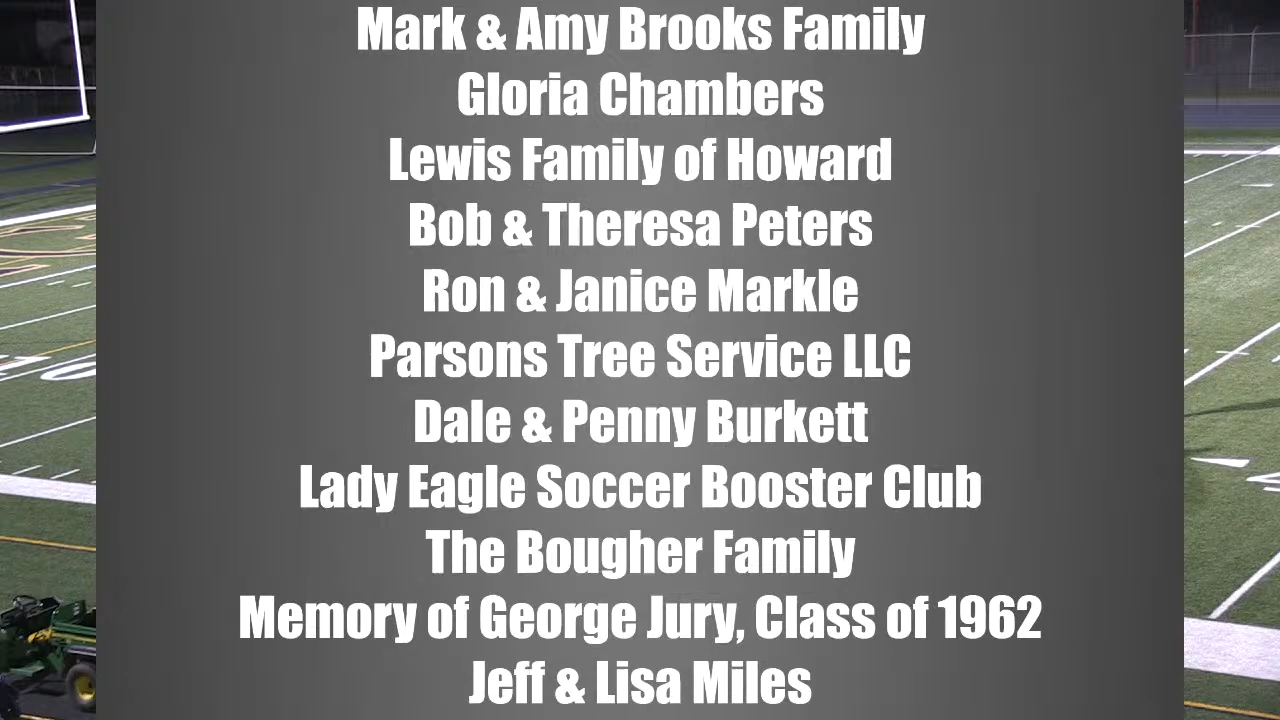 Mark & Amy Brooks Family
Gloria Chambers
Lewis Family of Howard
Bob & Theresa Peters
Ron & Janice Markle
Parsons Tree Service LLC
Dale & Penny Burkett
Lady Eagle Soccer Booster Club
The Bougher Family
Memory of George Jury, Class of 1962
Jeff & Lisa Miles